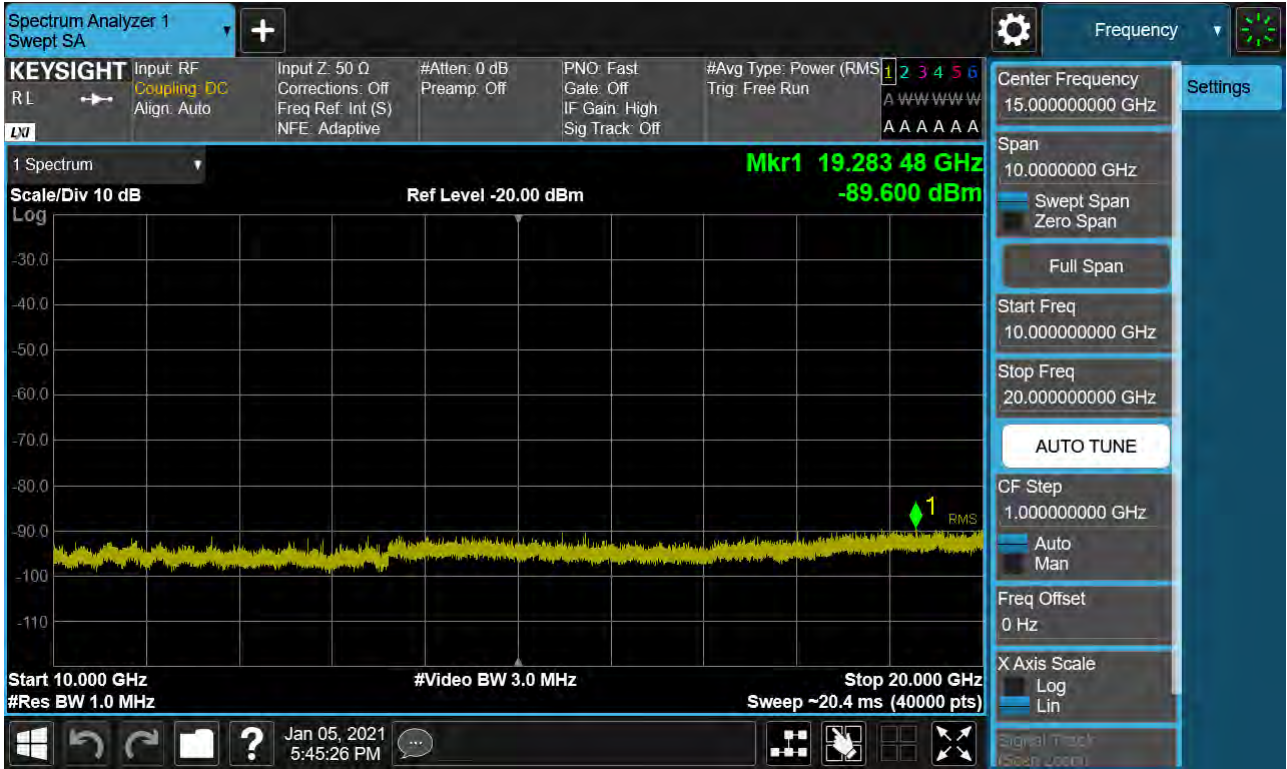 Spectrum Analyzer 1
Swept SA
Frequency
KEYSIGHT
R L
LXI
Input: RF
Coupling: DC
Align: Auto
Input Z: 50 Ω
Corrections: Off
Freq Ref: Int (S)
NFE: Adaptive
#Atten: 0 dB
Preamp: Off
PNO: Fast
Gate: Off
IF Gain: High
Sig Track: Off
#Avg Type: Power (RMS
Trig: Free Run
1 2 3 4 5 6
A W W W W W
A A A A A A
1 Spectrum
Scale/Div 10 dB
Log
Ref Level -20.00 dBm
Mkr1 19.283 48 GHz
-89.600 dBm
-30.0
-40.0
-50.0
-60.0
-70.0
-80.0
-90.0
-100
-110
1
RMS
Start 10.000 GHz
#Res BW 1.0 MHz
#Video BW 3.0 MHz
Stop 20.000 GHz
Sweep ~20.4 ms (40000 pts)
Center Frequency
15.000000000 GHz
Span
10.0000000 GHz
Swept Span
Zero Span
Full Span
Start Freq
10.000000000 GHz
Stop Freq
20.000000000 GHz
AUTO TUNE
CF Step
1.000000000 GHz
Auto
Man
Freq Offset
0 Hz
X Axis Scale
Log
Lin
Signal Track
(Span Zoom)
Settings
?
Jan 05, 2021
5:45:26 PM